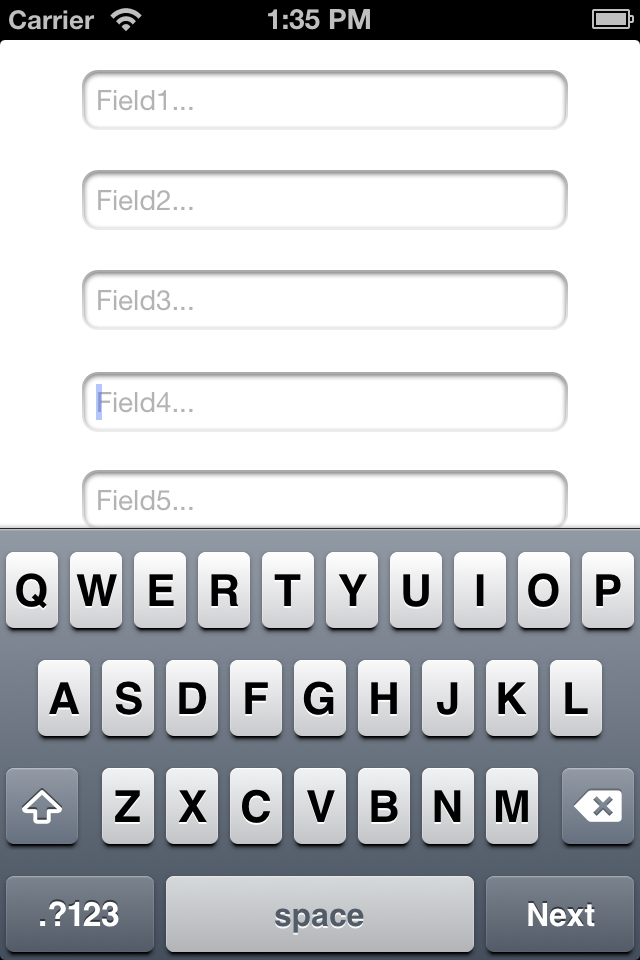 Carrier 1:35 PM
Field1...
Field2...
Field3...
Field4...
Field5...
Q W E R T Y U I O P
A S D F G H J K L
Z X C V B N M
.?123 space Next